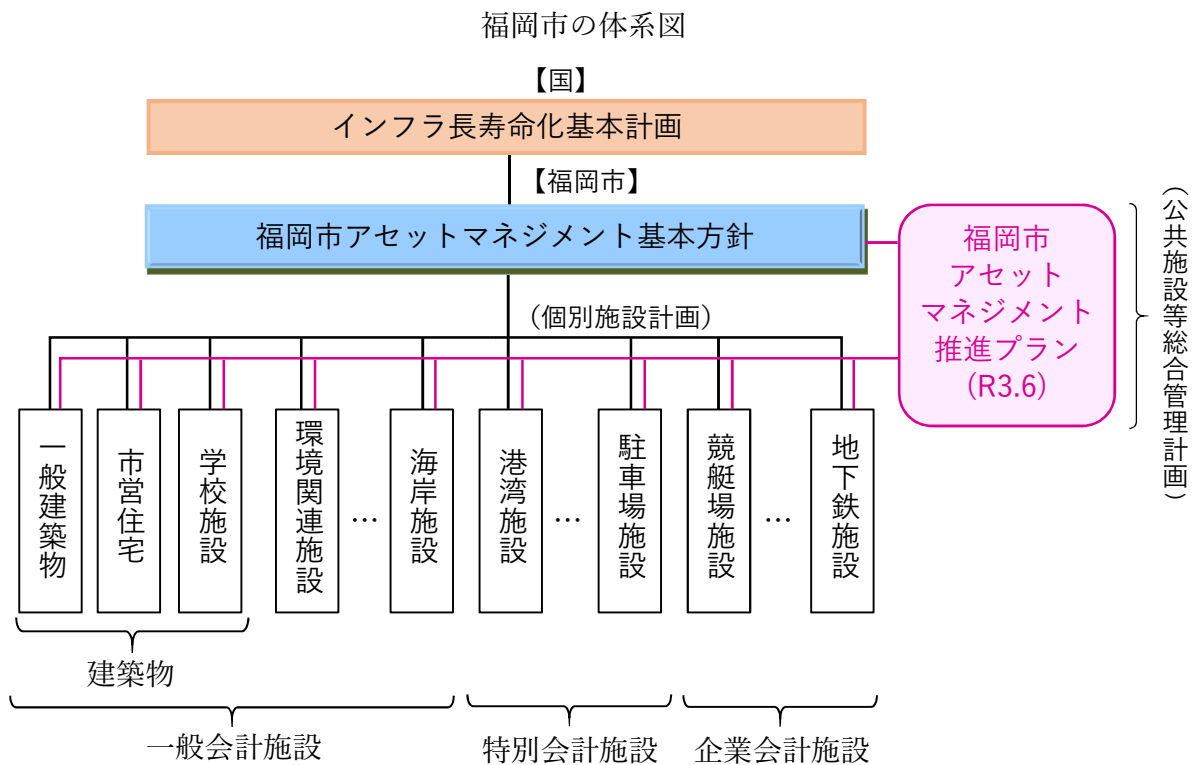 福岡市の体系図
【国】
インフラ長寿命化基本計画
【福岡市】
福岡市アセットマネジメント基本方針
福岡市
アセット
マネジメント
推進プラン
(R3.6)
（公共施設等総合管理計画）
（個別施設計画）
一般建築物
市営住宅
学校施設
環境関連施設
…
海岸施設
港湾施設
…
駐車場施設
競艇場施設
…
地下鉄施設
建築物
一般会計施設
特別会計施設
企業会計施設